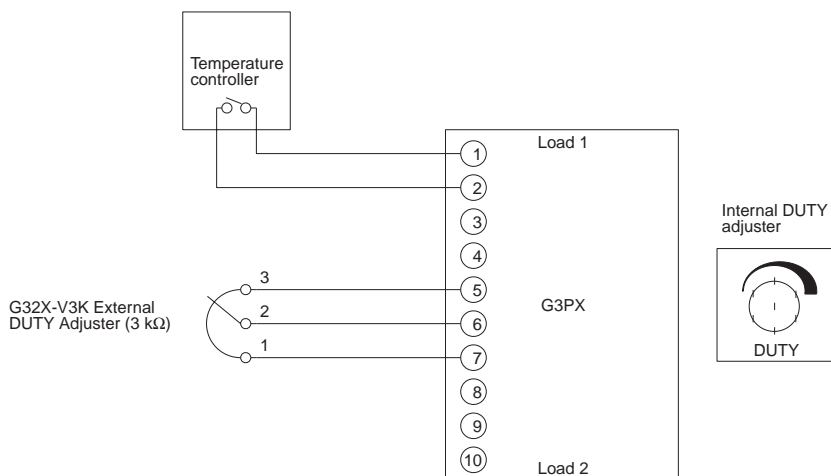 Temperature
controller
Load 1
1
2
3
4
5
6
7
8
9
10
G3PX
Load 2
3
2
1
G32X-V3K External
DUTY Adjuster (3 kΩ)
Internal DUTY
adjuster
DUTY